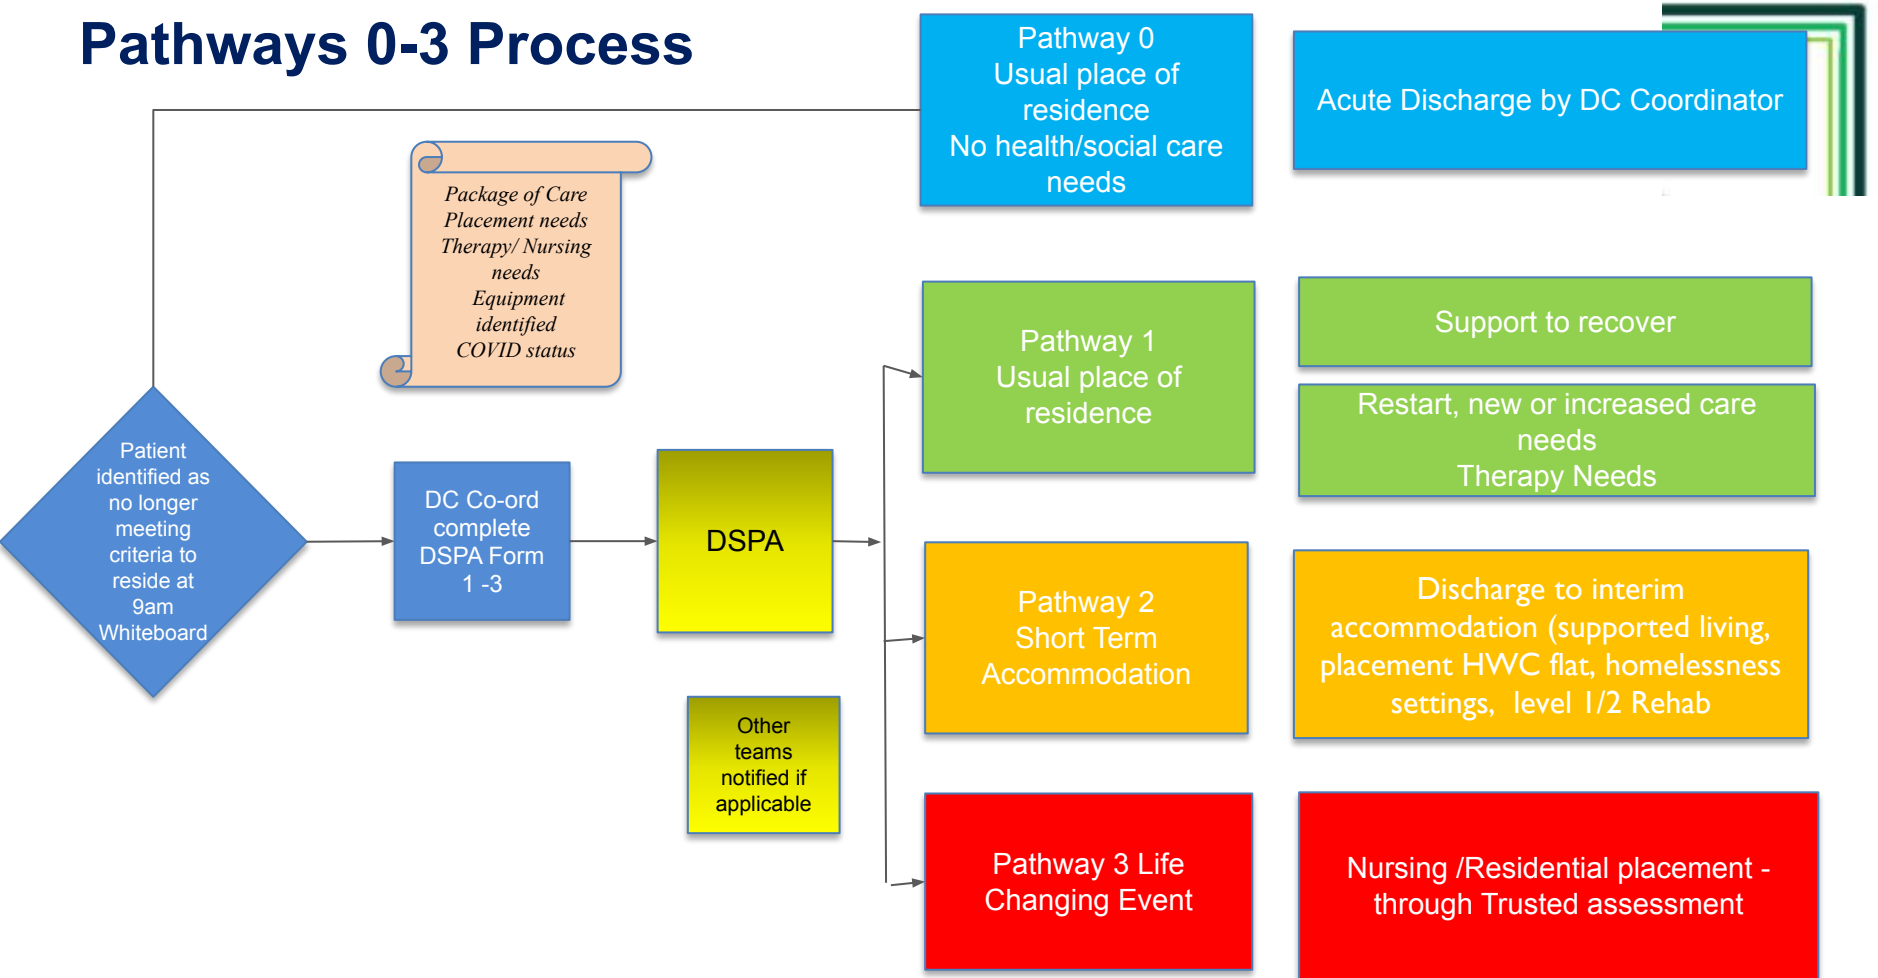 Pathways 0-3 Process
Pathway 0
Usual place of
residence
No health/social care
needs
Acute Discharge by DC Coordinator
Package of Care
Placement needs
Therapy/ Nursing
needs
Equipment
identified
COVID status
Pathway 1
Usual place of
residence
Support to recover
Restart, new or increased care
needs
Therapy Needs
Patient
identified as
no longer
meeting
criteria to
reside at
9am
Whiteboard
DC Co-ord
complete
DSPA Form
1 -3
DSPA
Other
teams
notified if
applicable
Pathway 2
Short Term
Accommodation
Discharge to interim
accommodation (supported living,
placement HWC flat, homelessness
settings,  level 1/2 Rehab
Pathway 3 Life
Changing Event
Nursing /Residential placement -
through Trusted assessment